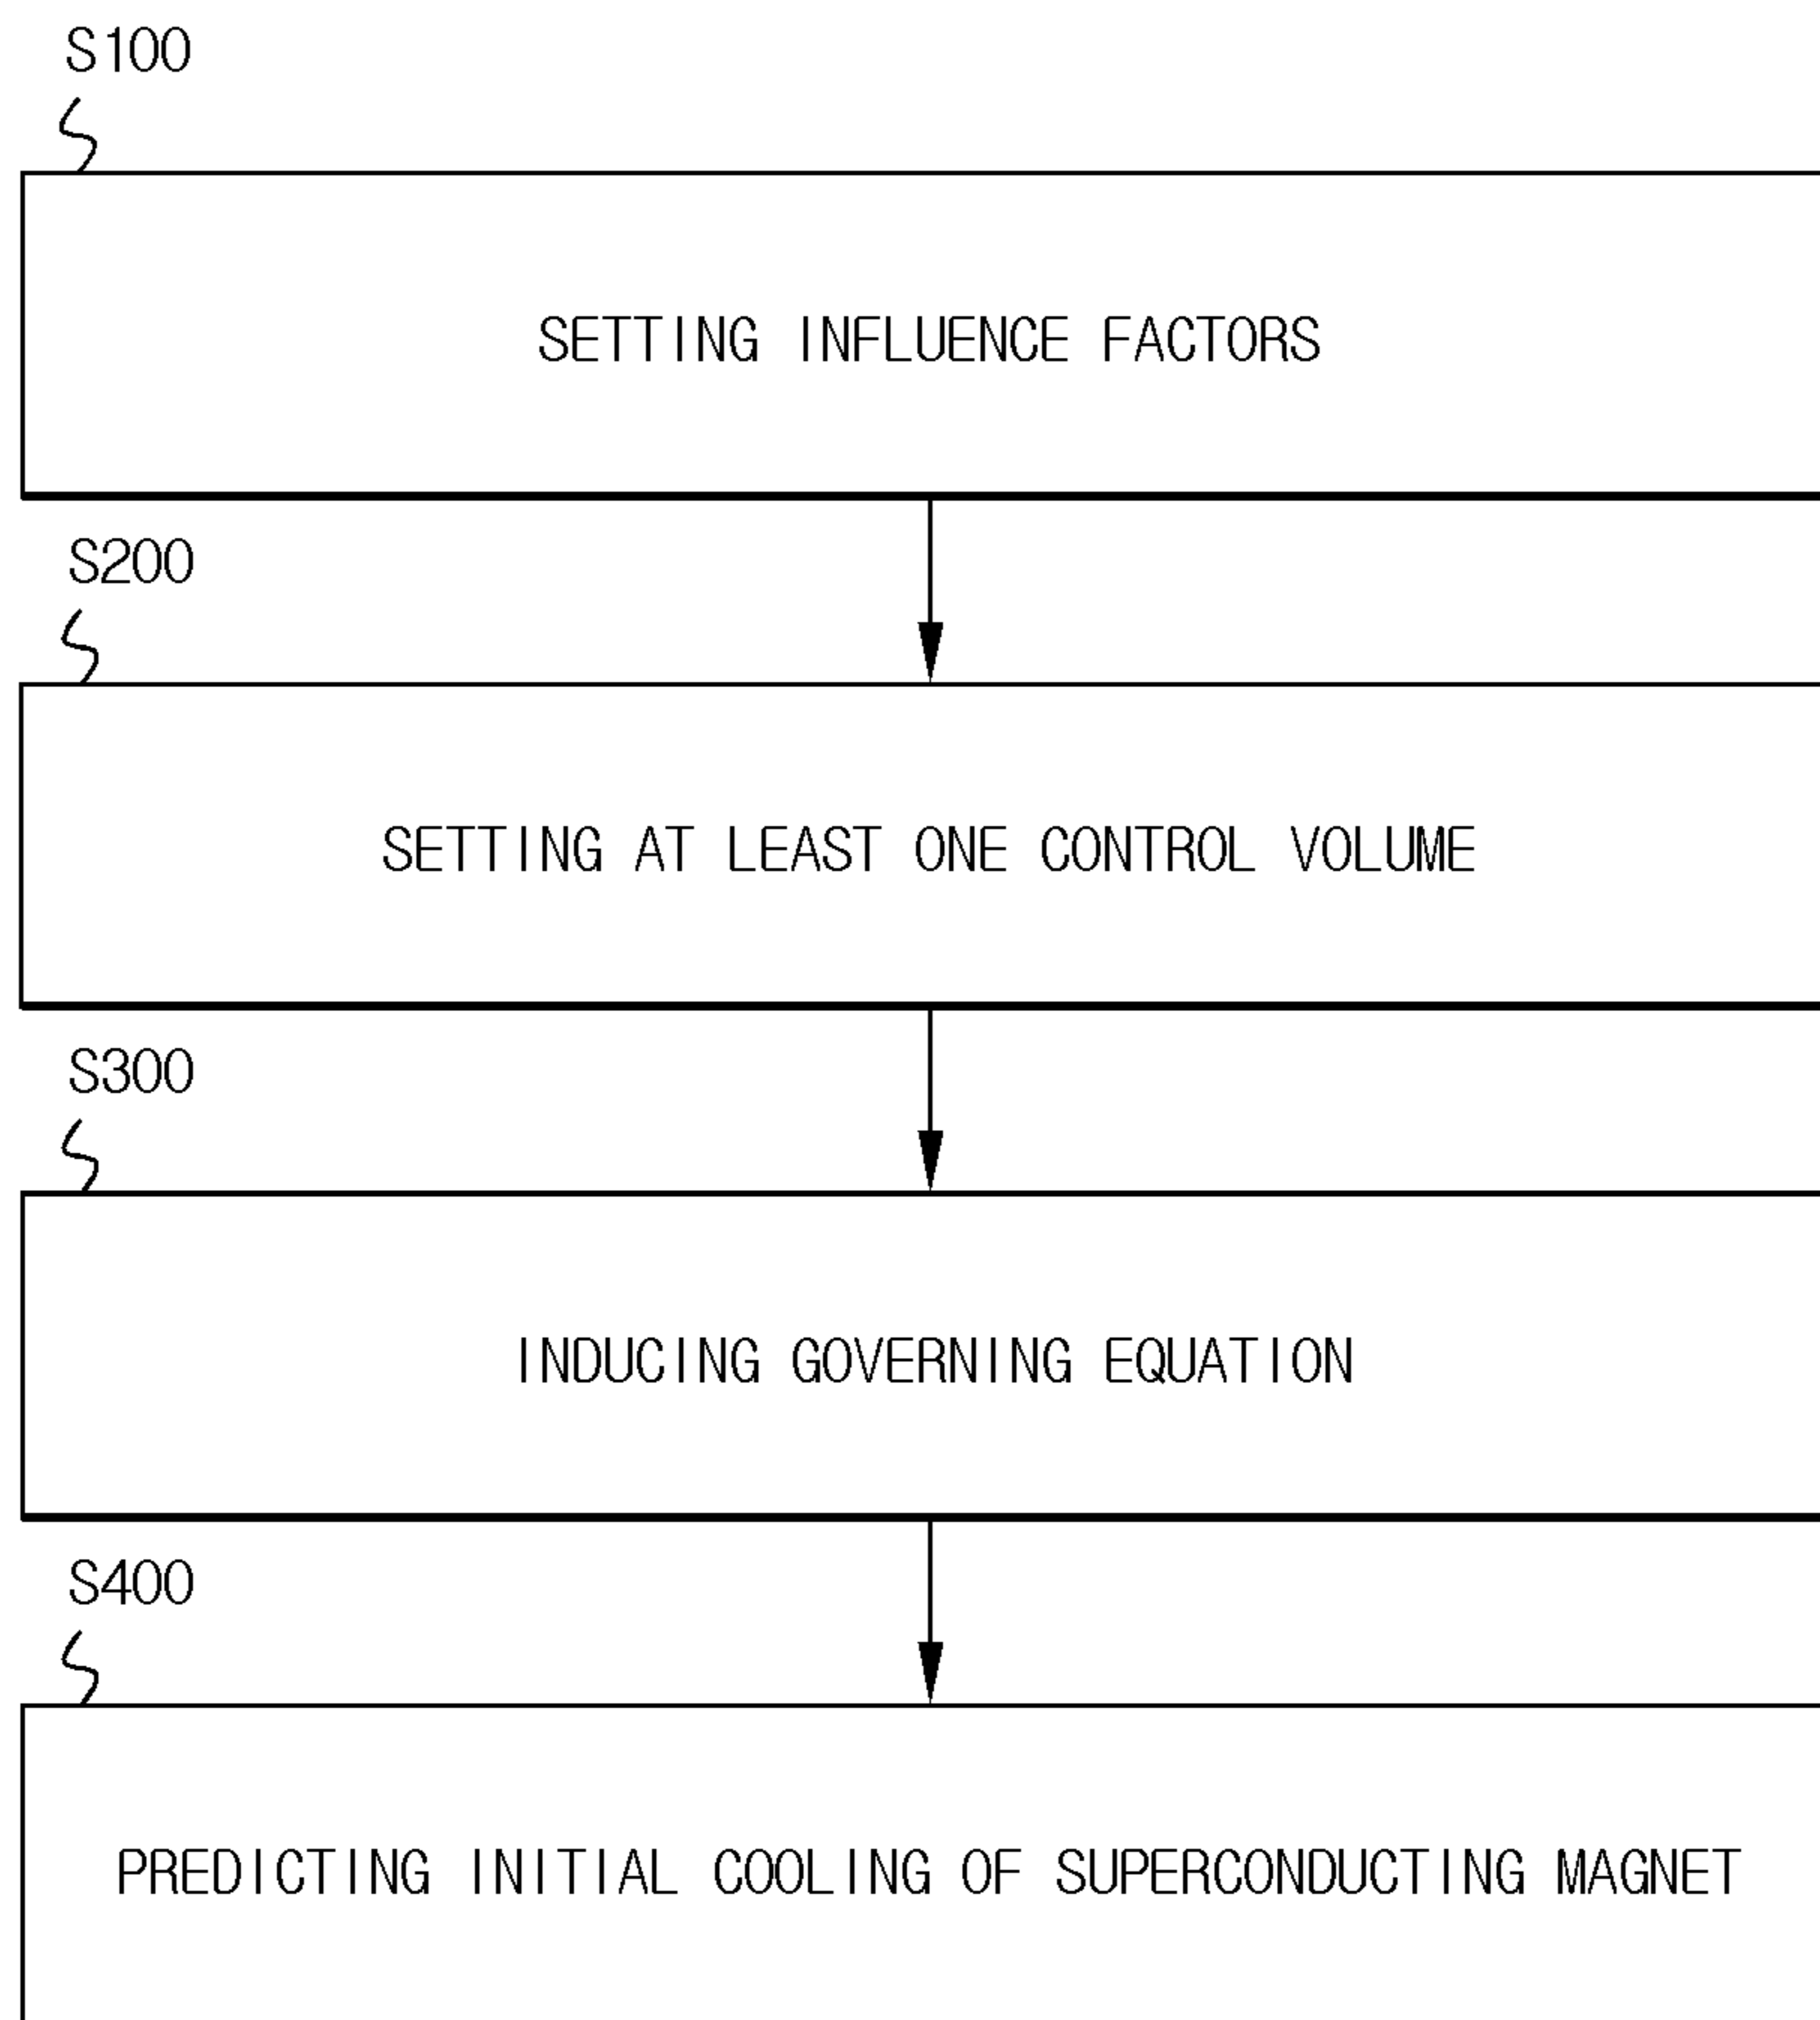 S100
SETTING INFLUENCE FACTORS
S200
SETTING AT LEAST ONE CONTROL VOLUME
S300
INDUCING GOVERNING EQUATION
S400
PREDICTING INITIAL COOLING OF SUPERCONDUCTING MAGNET